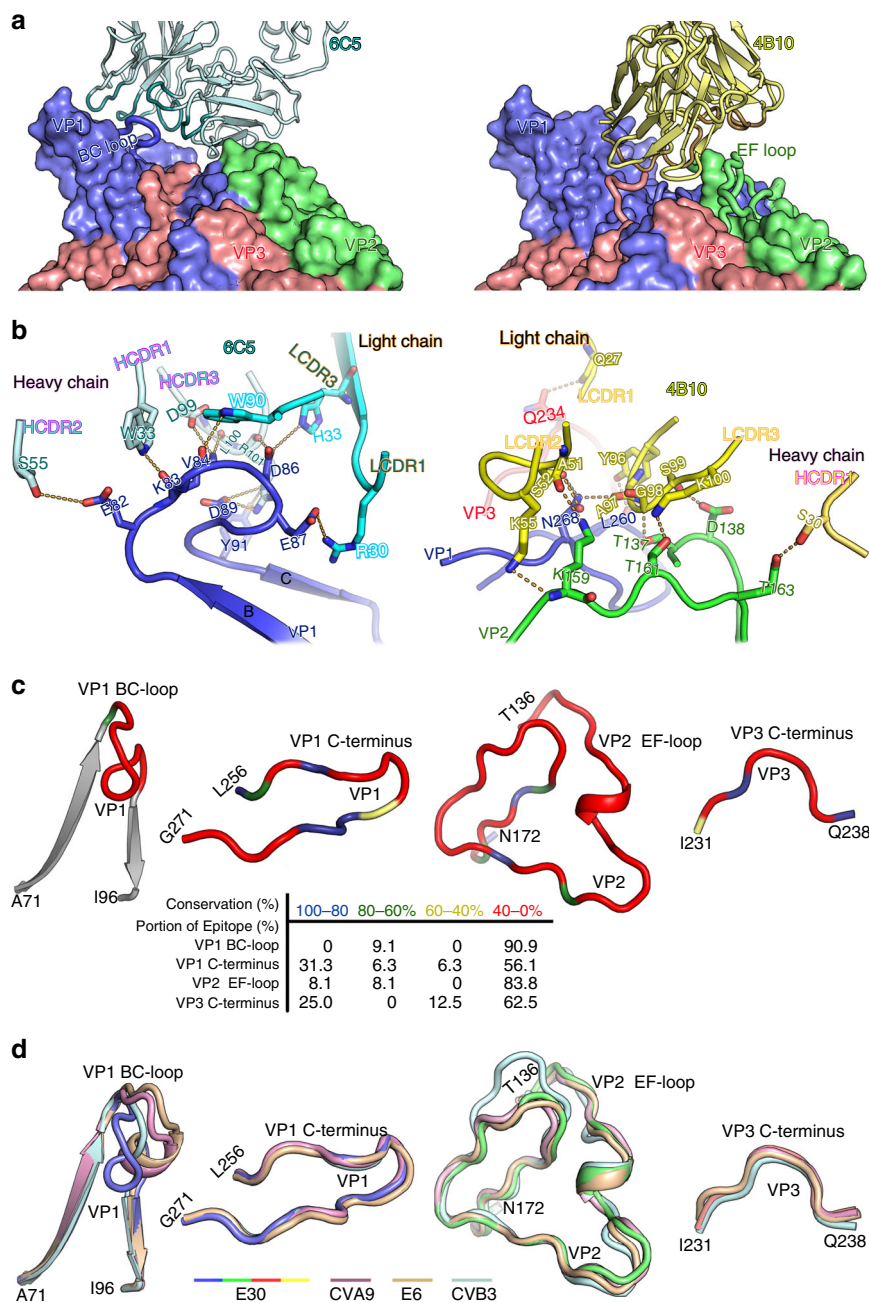 a
6C5
VP1
BC loop
VP3
VP2
4B10
VP1
EF loop
VP3
VP2
b
HCDR1
6C5
Light chain
Heavy chain
HCDR3
LCDR3
HCDR2
D99
W90
W33
L100
R101
H33
S55
V84
K83
D86
LCDR1
E82
D89
E87
Y91
R30
C
B
VP1
Light chain
Q27
LCDR1
4B10
Q234
LCDR2
A51
Y96
LCDR3
S52
S99
Heavy chain
K100
HCDR1
VP3
A97
G98
K55
N268
L260
D138
S30
VP1
T137
K159
T161
T163
VP2
c
VP1 BC-loop
VP1
A71
I96
VP1 C-terminus
L256
VP1
G271
T136
VP2 EF-loop
N172
VP2
VP3 C-terminus
VP3
I231
Q238
Conservation (%) 100–80 80–60% 60–40% 40–0%
Portion of Epitope (%)
VP1 BC-loop 0 9.1 0 90.9
VP1 C-terminus 31.3 6.3 6.3 56.1
VP2 EF-loop 8.1 8.1 0 83.8
VP3 C-terminus 25.0 0 12.5 62.5
d
VP1 BC-loop
VP1
A71
I96
VP1 C-terminus
L256
VP1
G271
T136
VP2 EF-loop
N172
VP2
VP3 C-terminus
VP3
I231
Q238
E30 CVA9 E6 CVB3